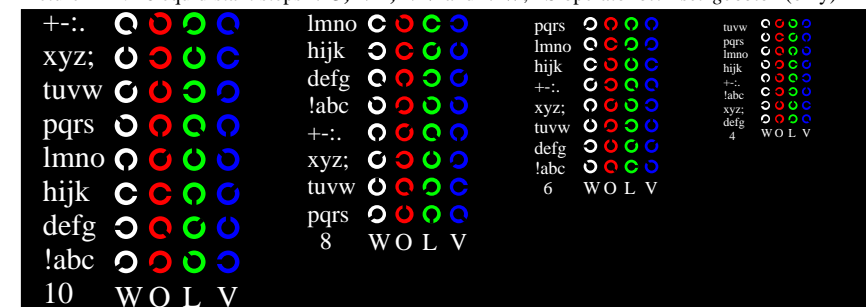 +-:.
xyz;
tuvw
pqrs
lmno
hijk
defg
!abc
10 W O L V
lmno
hijk
defg
!abc
+-:.
xyz;
tuvw
pqrs
8 W O L V
pqrs
lmno
hijk
+-:.
xyz;
tuvw
defg
!abc
6 W O L V
tuvw
pqrs
lmno
hijk
+-:.
!abc
xyz;
defg
4 W O L V